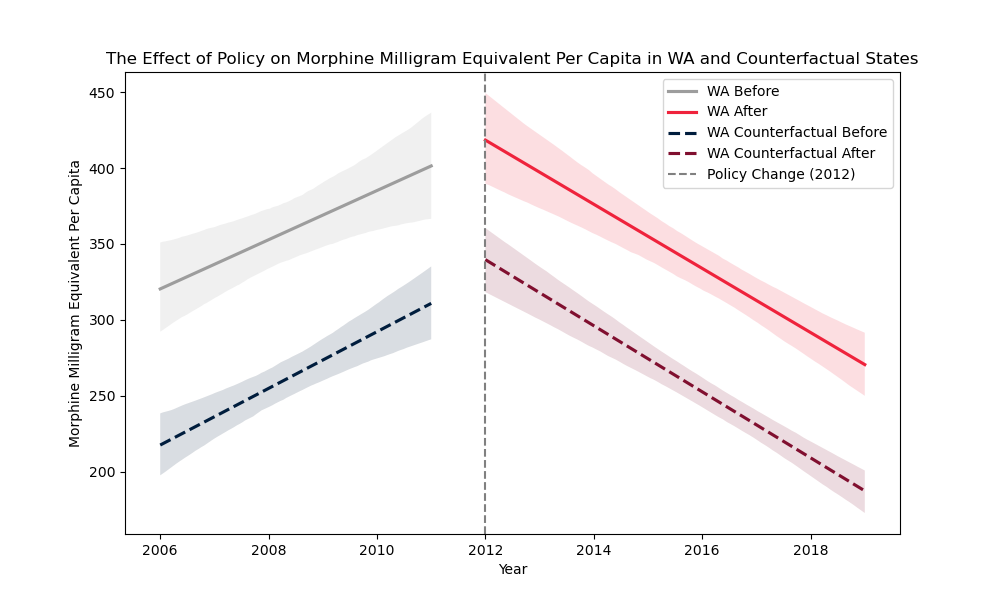 The Effect of Policy on Morphine Milligram Equivalent Per Capita in WA and Counterfactual States
Morphine Milligram Equivalent Per Capita
450
400
350
300
250
200
WA Before
WA After
WA Counterfactual Before
WA Counterfactual After
Policy Change (2012)
2006 2008 2010 2012 2014 2016 2018
Year